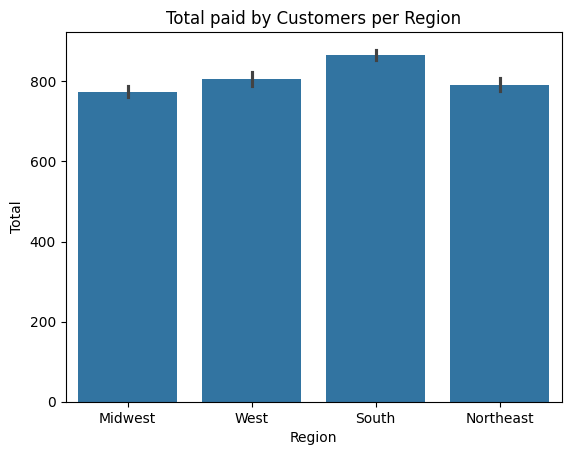 Total paid by Customers per Region
Total
800
600
400
200
0
Midwest West South Northeast
Region